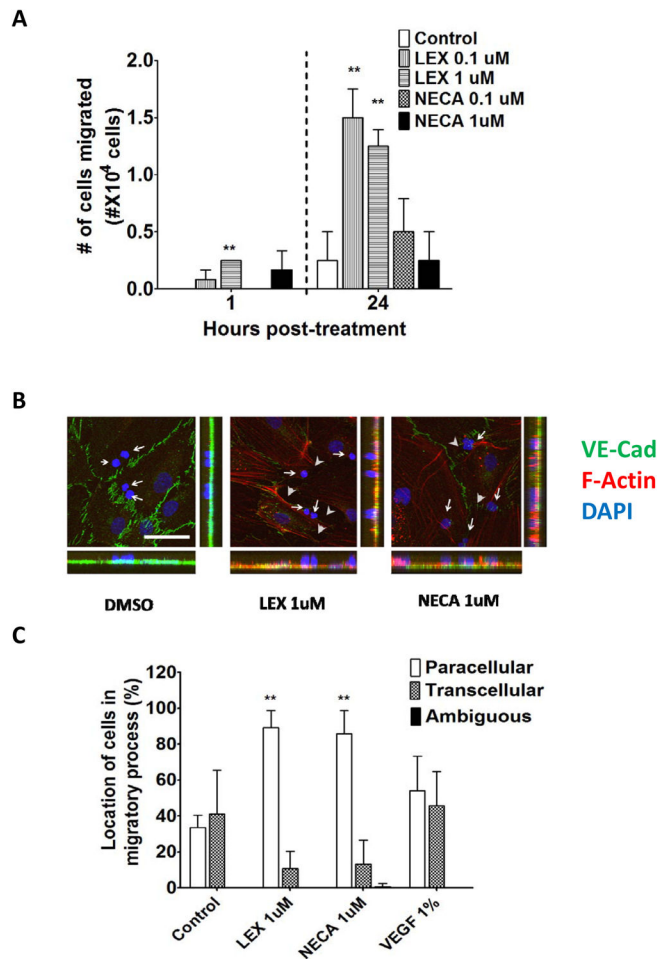 A
Control
LEX 0.1 uM
LEX 1 uM
NECA 0.1 uM
NECA 1uM
# of cells migrated
(#X10⁴ cells)
2.0
1.5
1.0
0.5
0.0
**
**
**
1
24
Hours post-treatment
B
VE-Cad
F-Actin
DAPI
DMSO
LEX 1uM
NECA 1uM
C
Paracellular
Transcellular
Ambiguous
Location of cells in
migratory process (%)
120
100
80
60
40
20
0
**
**
Control
LEX 1uM
NECA 1uM
VEGF 1%